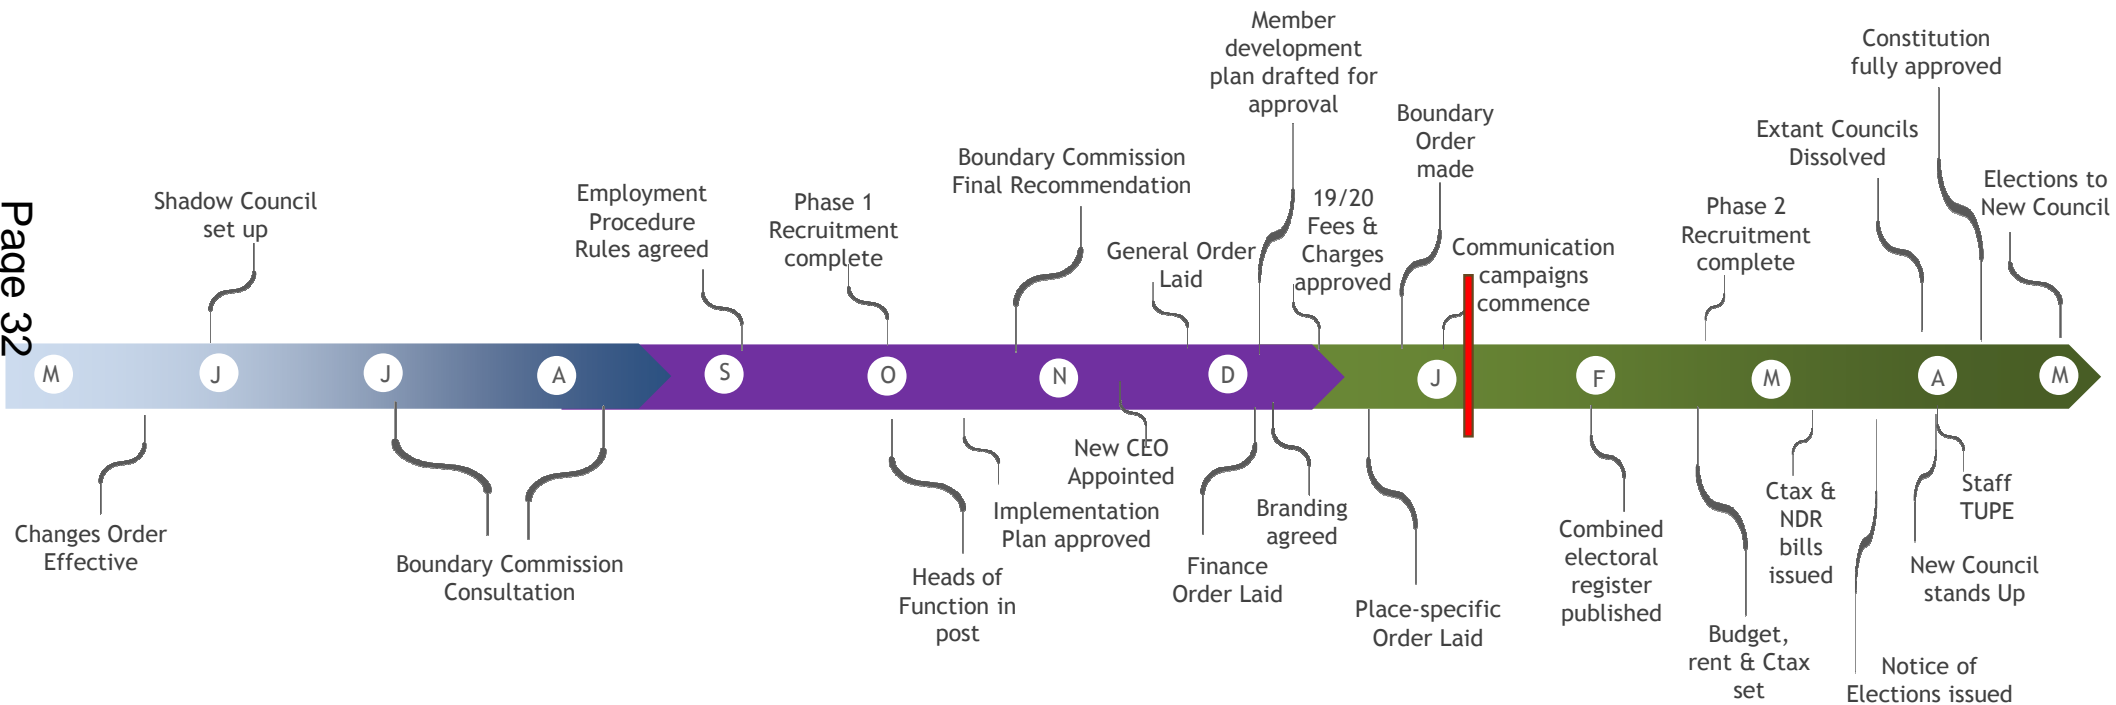 Page 32
Shadow Council
set up
Employment
Procedure
Rules agreed
Phase 1
Recruitment
complete
Boundary Commission
Final Recommendation
General Order
Laid
Member
development
plan drafted for
approval
19/20
Fees &
Charges
approved
Boundary
Order
made
Communication
campaigns
commence
Phase 2
Recruitment
complete
Extant Councils
Dissolved
Constitution
fully approved
Elections to
New Council
M J J A S O N D J F M A M
Changes Order
Effective
Boundary Commission
Consultation
Heads of
Function in
post
Implementation
Plan approved
New CEO
Appointed
Finance
Order Laid
Branding
agreed
Place-specific
Order Laid
Combined
electoral
register
published
Budget,
rent & Ctax
set
Ctax &
NDR
bills
issued
Notice of
Elections issued
New Council
stands Up
Staff
TUPE